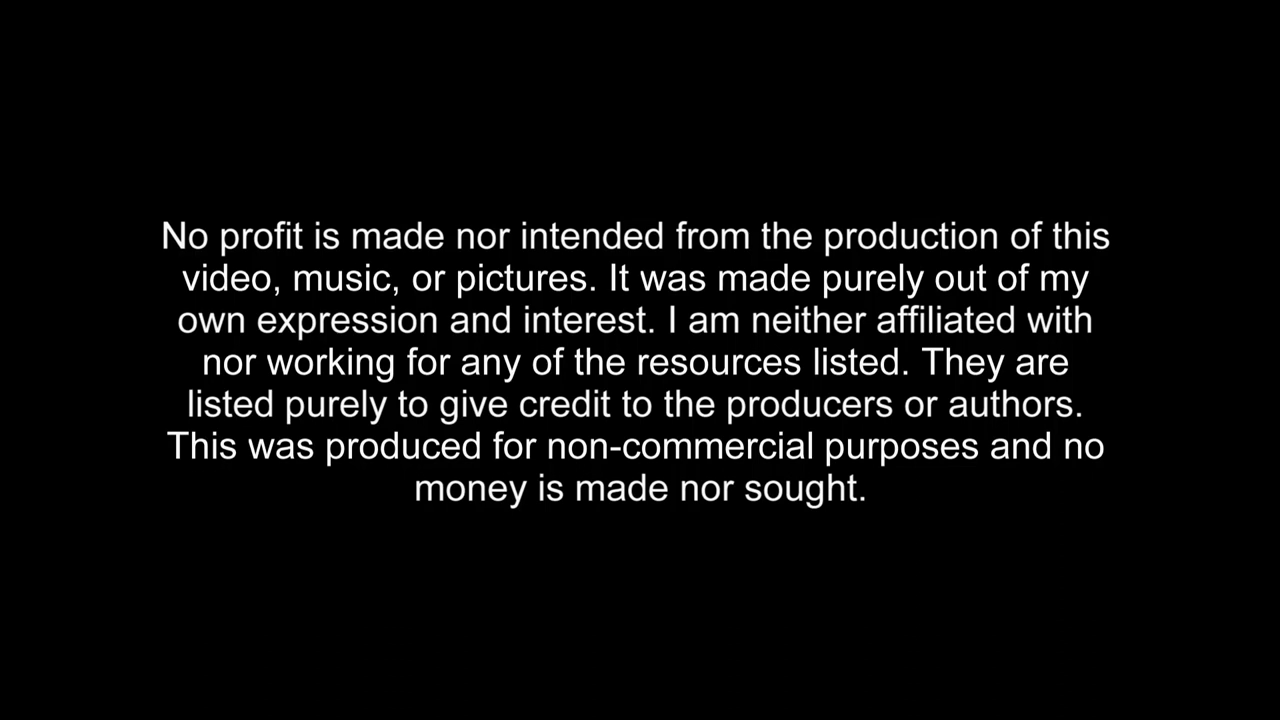 No profit is made nor intended from the production of this
video, music, or pictures. It was made purely out of my
own expression and interest. I am neither affiliated with
nor working for any of the resources listed. They are
listed purely to give credit to the producers or authors.
This was produced for non-commercial purposes and no
money is made nor sought.